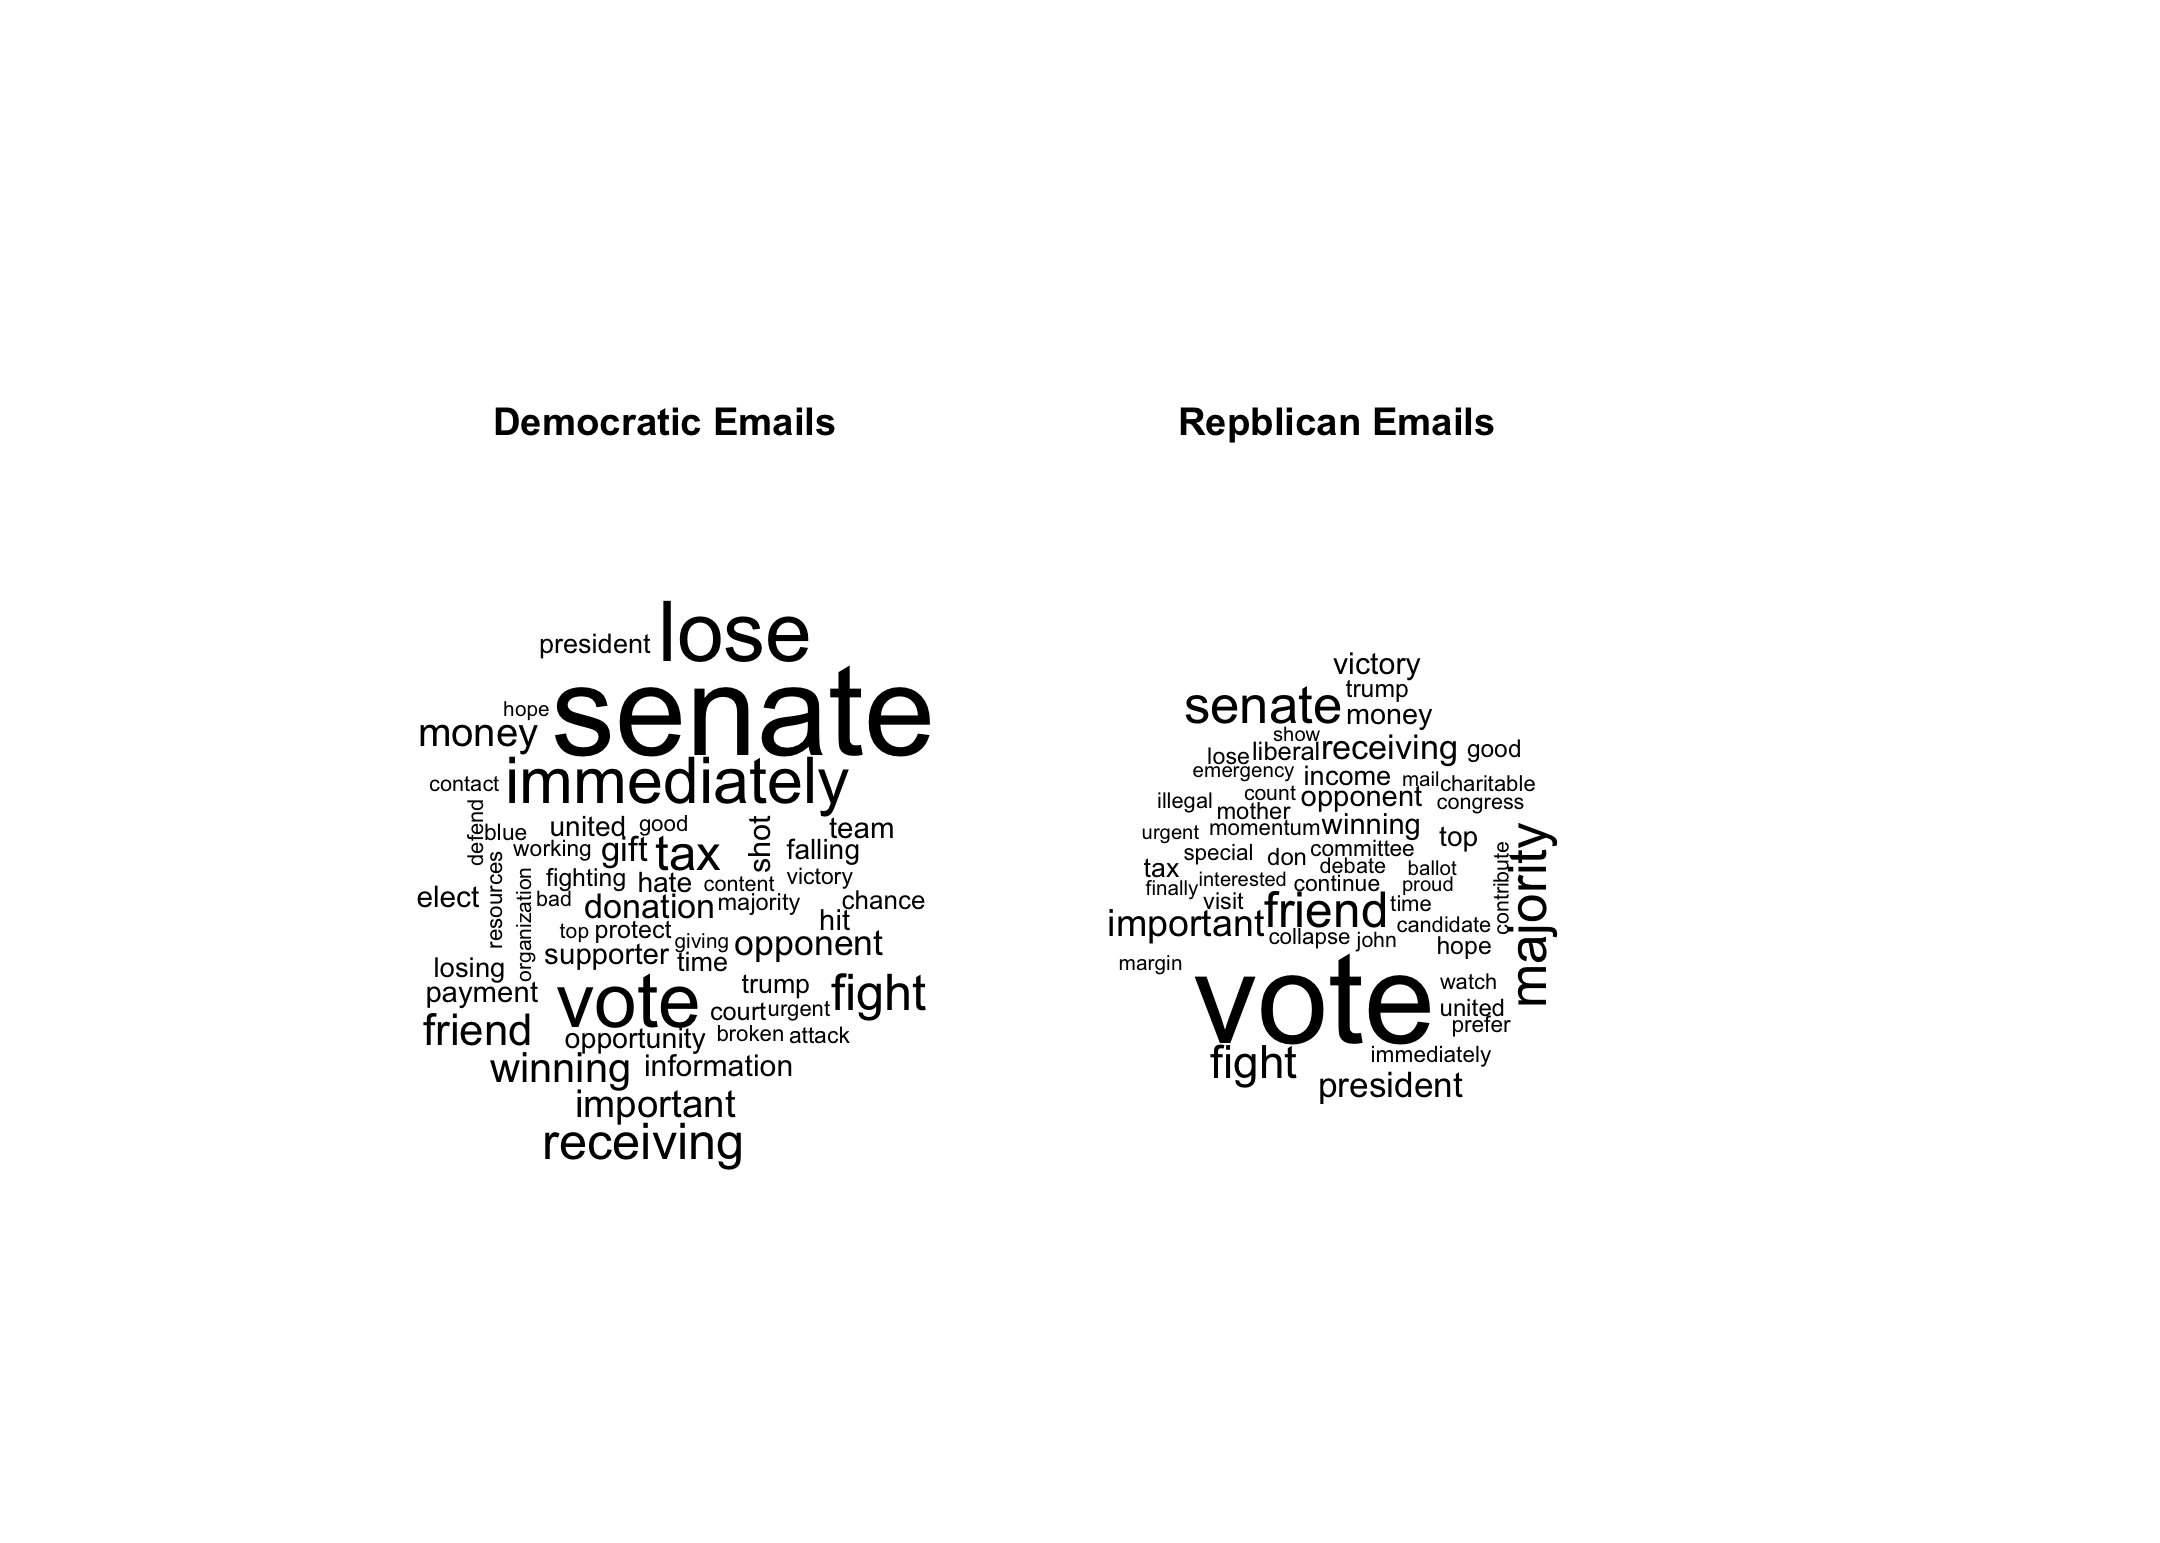 Democratic Emails
president lose
hope senate
money
contact immediately
defend
blue united good shot team
working gift tax falling
resources
organization
fighting hate content victory
elect bad donation majority chance
hit
top protect giving opponent
supporter time
losing
payment vote trump fight
court urgent
friend opportunity broken attack
winning information
important
receiving
Repblican Emails
victory
senate trump
money
show
lose liberal receiving good
emergency income mail charitable
illegal count opponent congress
mother
urgent momentum winning top
special don committee
tax debate ballot
finally interested continue proud
contribute
majority
visit friend time
important candidate
collapse john hope
margin
vote watch
united
prefer
fight immediately
president